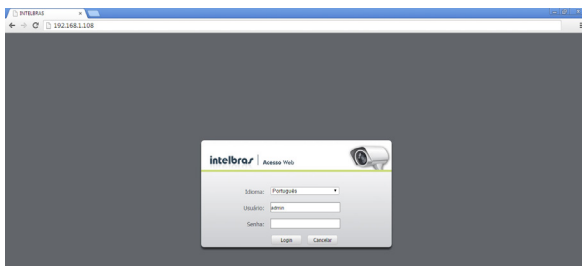 INTELBRAS
192.168.1.108
intelbras | Acesso Web
Idioma: Português
Usuário: admin
Senha:
Login Cancelar